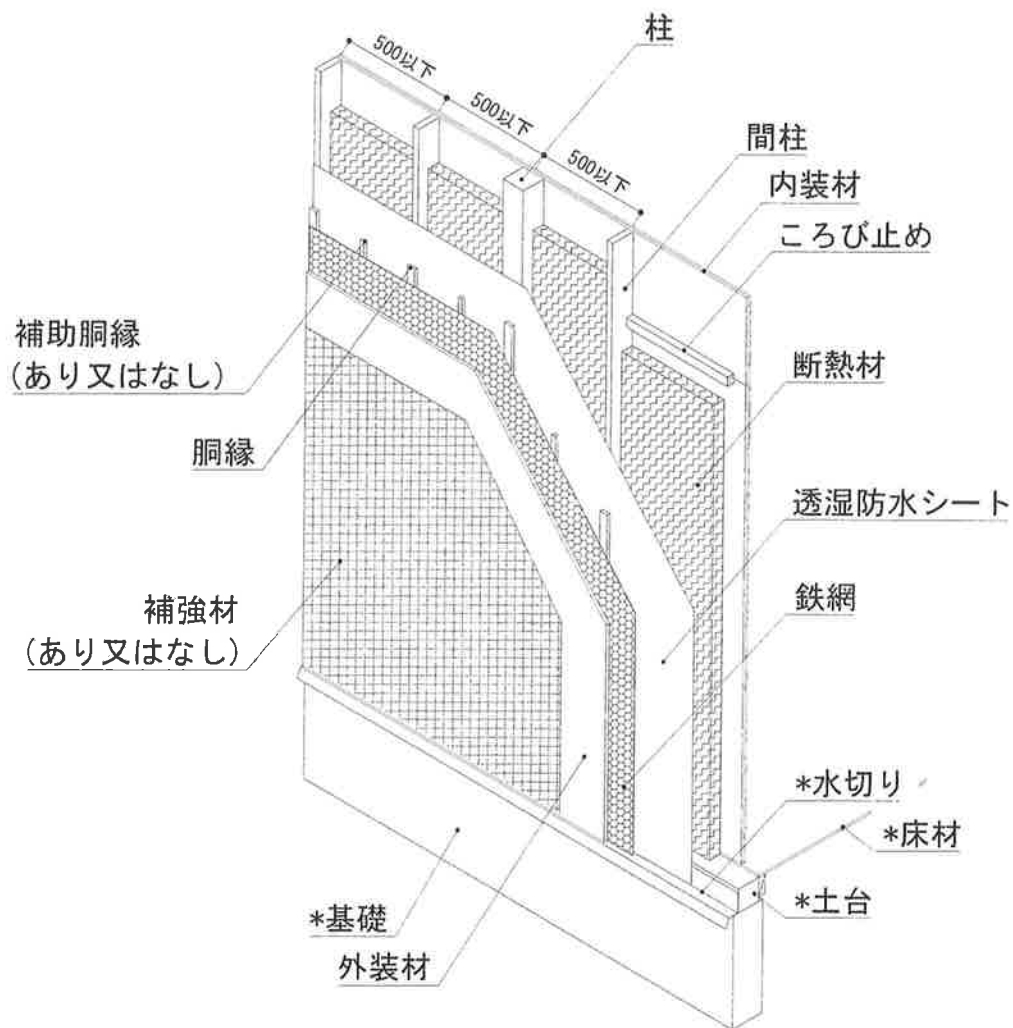 柱
500以下
500以下
500以下
間柱
内装材
ころび止め
補助胴縁
(あり又はなし)
断熱材
胴縁
透湿防水シート
鉄網
補強材
(あり又はなし)
*水切り
*床材
*土台
*基礎
外装材